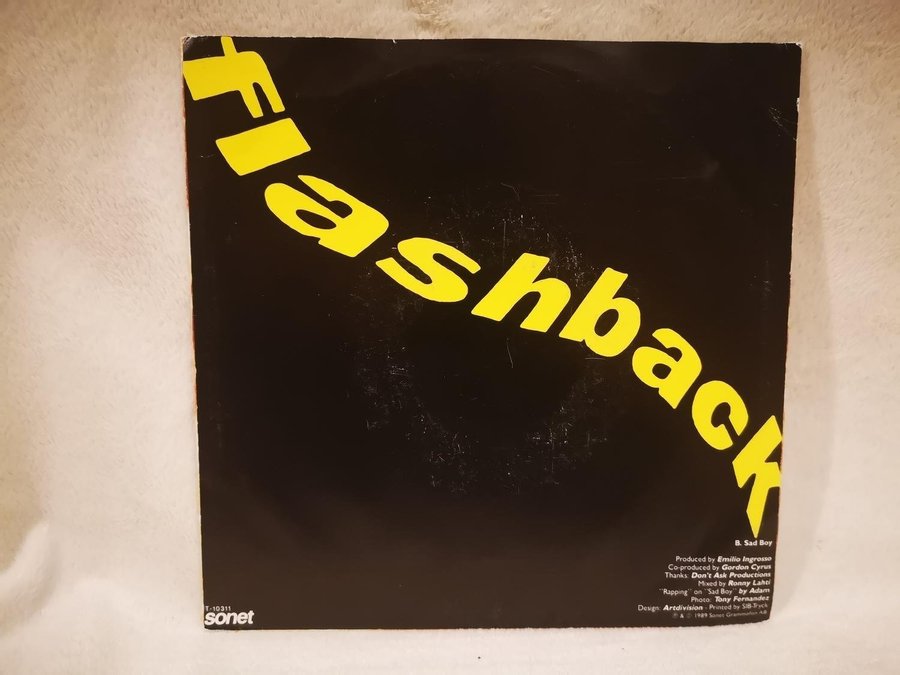 flashback
B. Sad Boy
Produced by Emilio Ingrosso
Co-produced by Gordon Cyrus
Thanks: Don't Ask Productions
Mixed by Ronny Lahti
"Rapping" on "Sad Boy" by Adam
Photo: Tony Fernandez
Design: Artdivision - Printed by SIB-Tryck
℗ & © 1989 Sonet Grammofon AB
T-10311
sonet